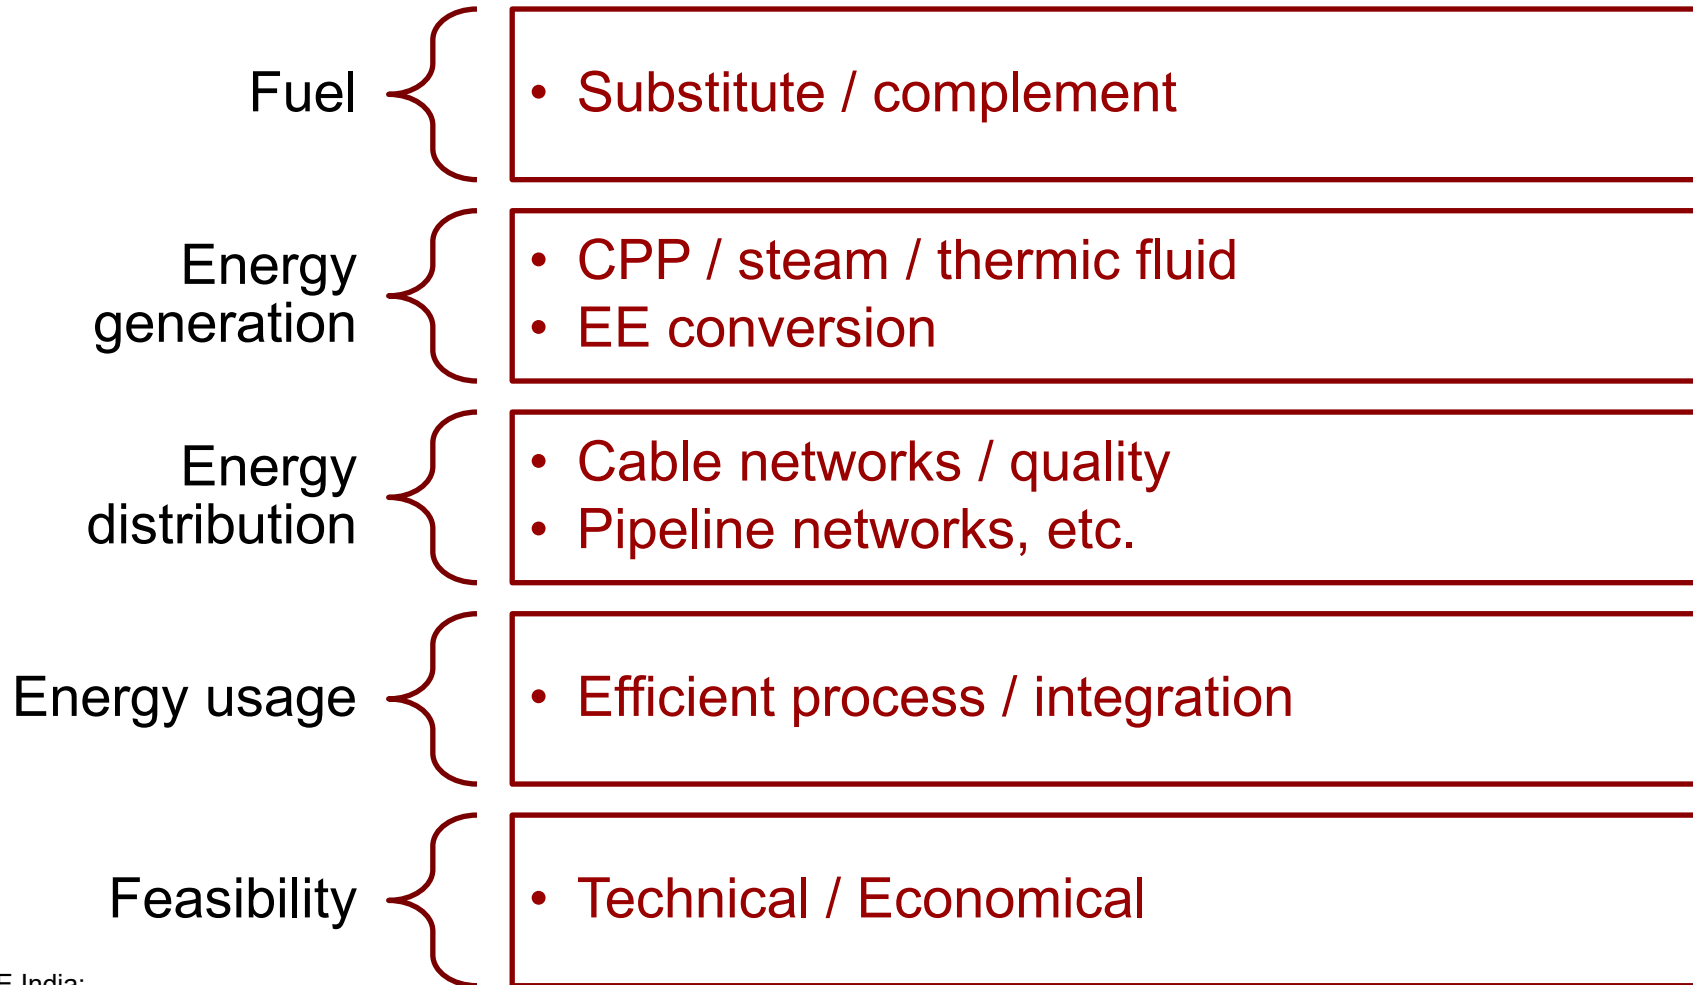 Fuel
• Substitute / complement
Energy
generation
• CPP / steam / thermic fluid
• EE conversion
Energy
distribution
• Cable networks / quality
• Pipeline networks, etc.
Energy usage
• Efficient process / integration
Feasibility
• Technical / Economical
India: